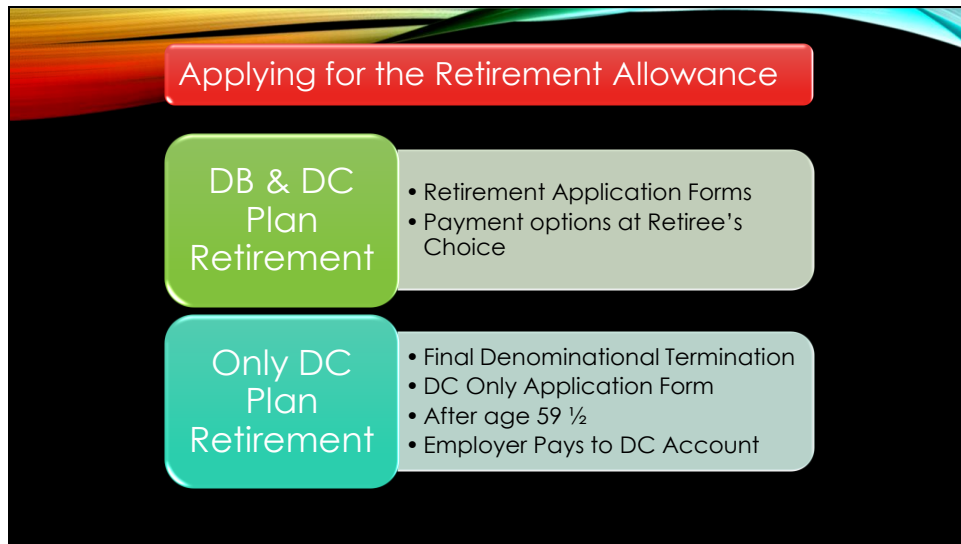 Applying for the Retirement Allowance
DB & DC
Plan
Retirement
• Retirement Application Forms
• Payment options at Retiree’s
Choice
Only DC
Plan
Retirement
• Final Denominational Termination
• DC Only Application Form
• After age 59 ½
• Employer Pays to DC Account